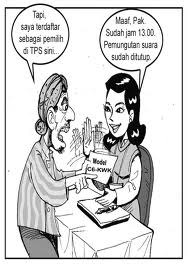 Tapi,
saya terdaftar
sebagai pemilih
di TPS sini..
Maaf, Pak.
Sudah jam 13.00.
Pemungutan suara
sudah ditutup.
Model
C6-KWK